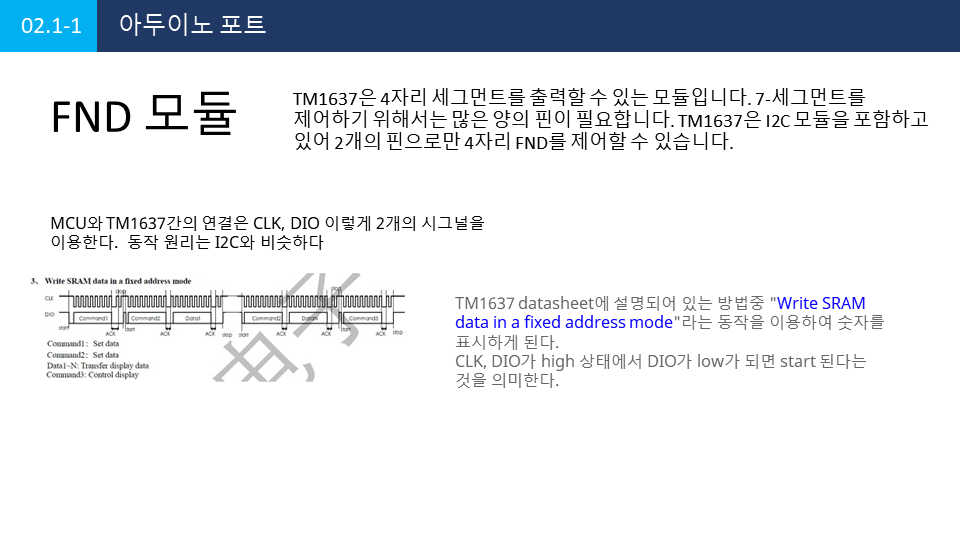 02.1-1
아두이노 포트
FND 모듈
TM1637은 4자리 세그먼트를 출력할 수 있는 모듈입니다. 7-세그먼트를
제어하기 위해서는 많은 양의 핀이 필요합니다. TM1637은 I2C 모듈을 포함하고
있어 2개의 핀으로만 4자리 FND를 제어할 수 있습니다.
MCU와 TM1637간의 연결은 CLK, DIO 이렇게 2개의 시그널을
이용한다. 동작 원리는 I2C와 비슷하다
3、 Write SRAM data in a fixed address mode
stop stop
CLK
DIO
Command1 Command2 Data1 Command2 DataN Command3
start start stop start start stop
ACK ACK ACK ACK ACK ACK
Command1： Set data
Command2： Set data
Data1~N: Transfer display data
Command3: Control display
TM1637 datasheet에 설명되어 있는 방법중 "Write SRAM
data in a fixed address mode"라는 동작을 이용하여 숫자를
표시하게 된다.
CLK, DIO가 high 상태에서 DIO가 low가 되면 start 된다는
것을 의미한다.